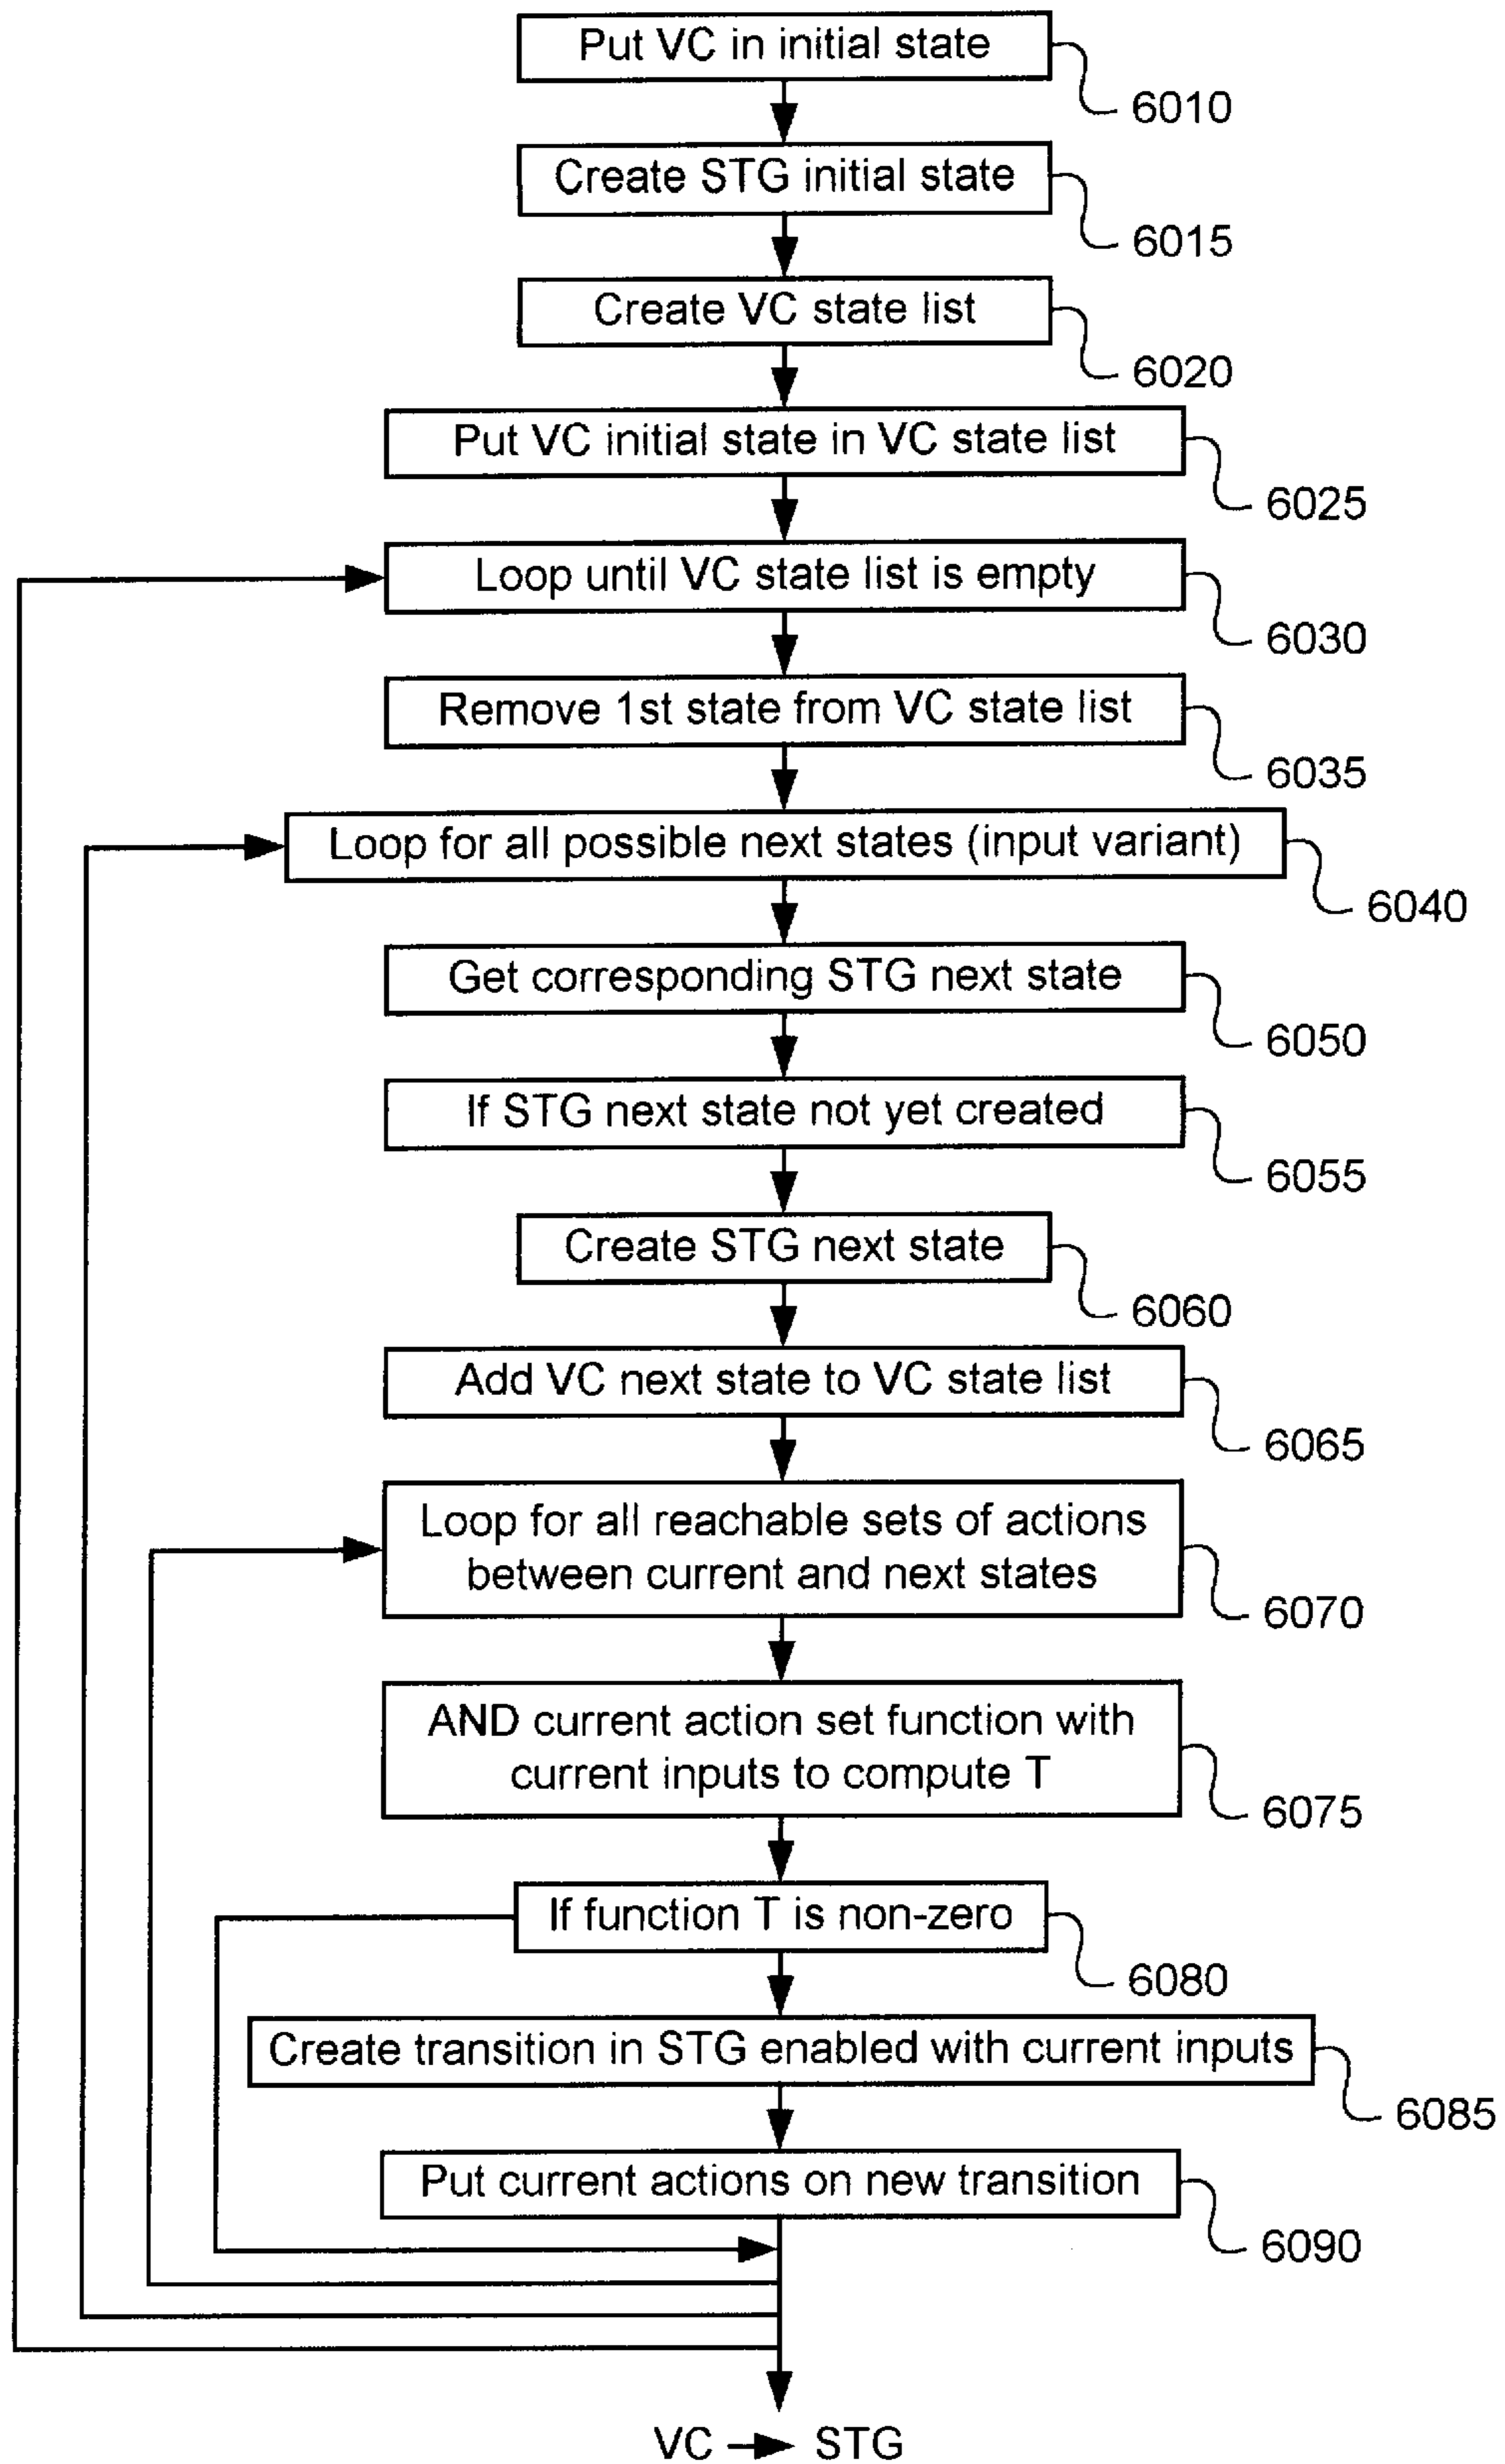 Put VC in initial state
6010
Create STG initial state
6015
Create VC state list
6020
Put VC initial state in VC state list
6025
Loop until VC state list is empty
6030
Remove 1st state from VC state list
6035
Loop for all possible next states (input variant)
6040
Get corresponding STG next state
6050
If STG next state not yet created
6055
Create STG next state
6060
Add VC next state to VC state list
6065
Loop for all reachable sets of actions
between current and next states
6070
AND current action set function with
current inputs to compute T
6075
If function T is non-zero
6080
Create transition in STG enabled with current inputs
6085
Put current actions on new transition
6090
VC → STG